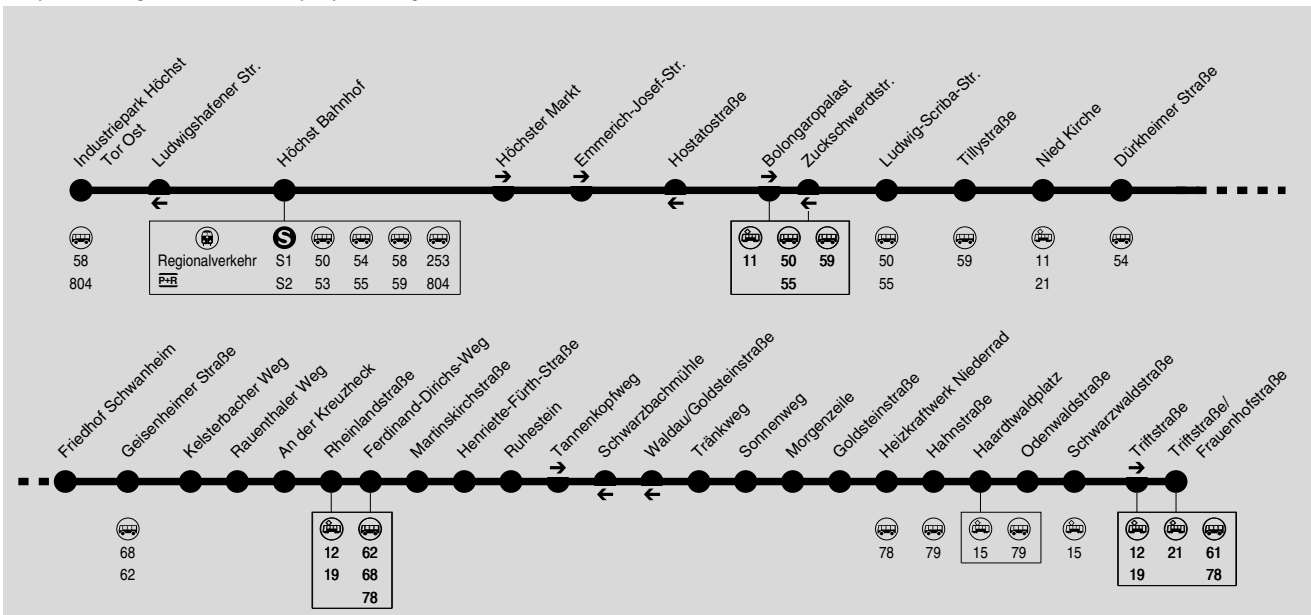 Industriepark Höchst
Tor Ost
Ludwigshafener Str.
Höchst Bahnhof
Höchster Markt
Emmerich-Josef-Str.
Hostatostraße
Bolongaropalast
Zuckschwerdtstr.
Ludwig-Scriba-Str.
Tillystraße
Nied Kirche
Dürkheimer Straße
58 Regionalverkehr S1 50 54 58 253 11 50 59 50 59 11 54
804 P+R S2 53 55 59 804 55 55 21
Friedhof Schwanheim
Geisenheimer Straße
Kelsterbacher Weg
Rauenthaler Weg
An der Kreuzheck
Rheinlandstraße
Ferdinand-Dirichs-Weg
Martinskirchstraße
Henriette-Fürth-Straße
Ruhestein
Tannenkopfweg
Schwarzbachmühle
Waldau/Goldsteinstraße
Tränkweg
Sonnenweg
Morgenzeile
Goldsteinstraße
Heizkraftwerk Niederrad
Hahnstraße
Haardtwaldplatz
Odenwaldstraße
Schwarzwaldstraße
Triftstraße
Triftstraße/
Frauenhofstraße
68 12 62 78 79 15 79 15 12 21 61
62 19 68 19 78
78